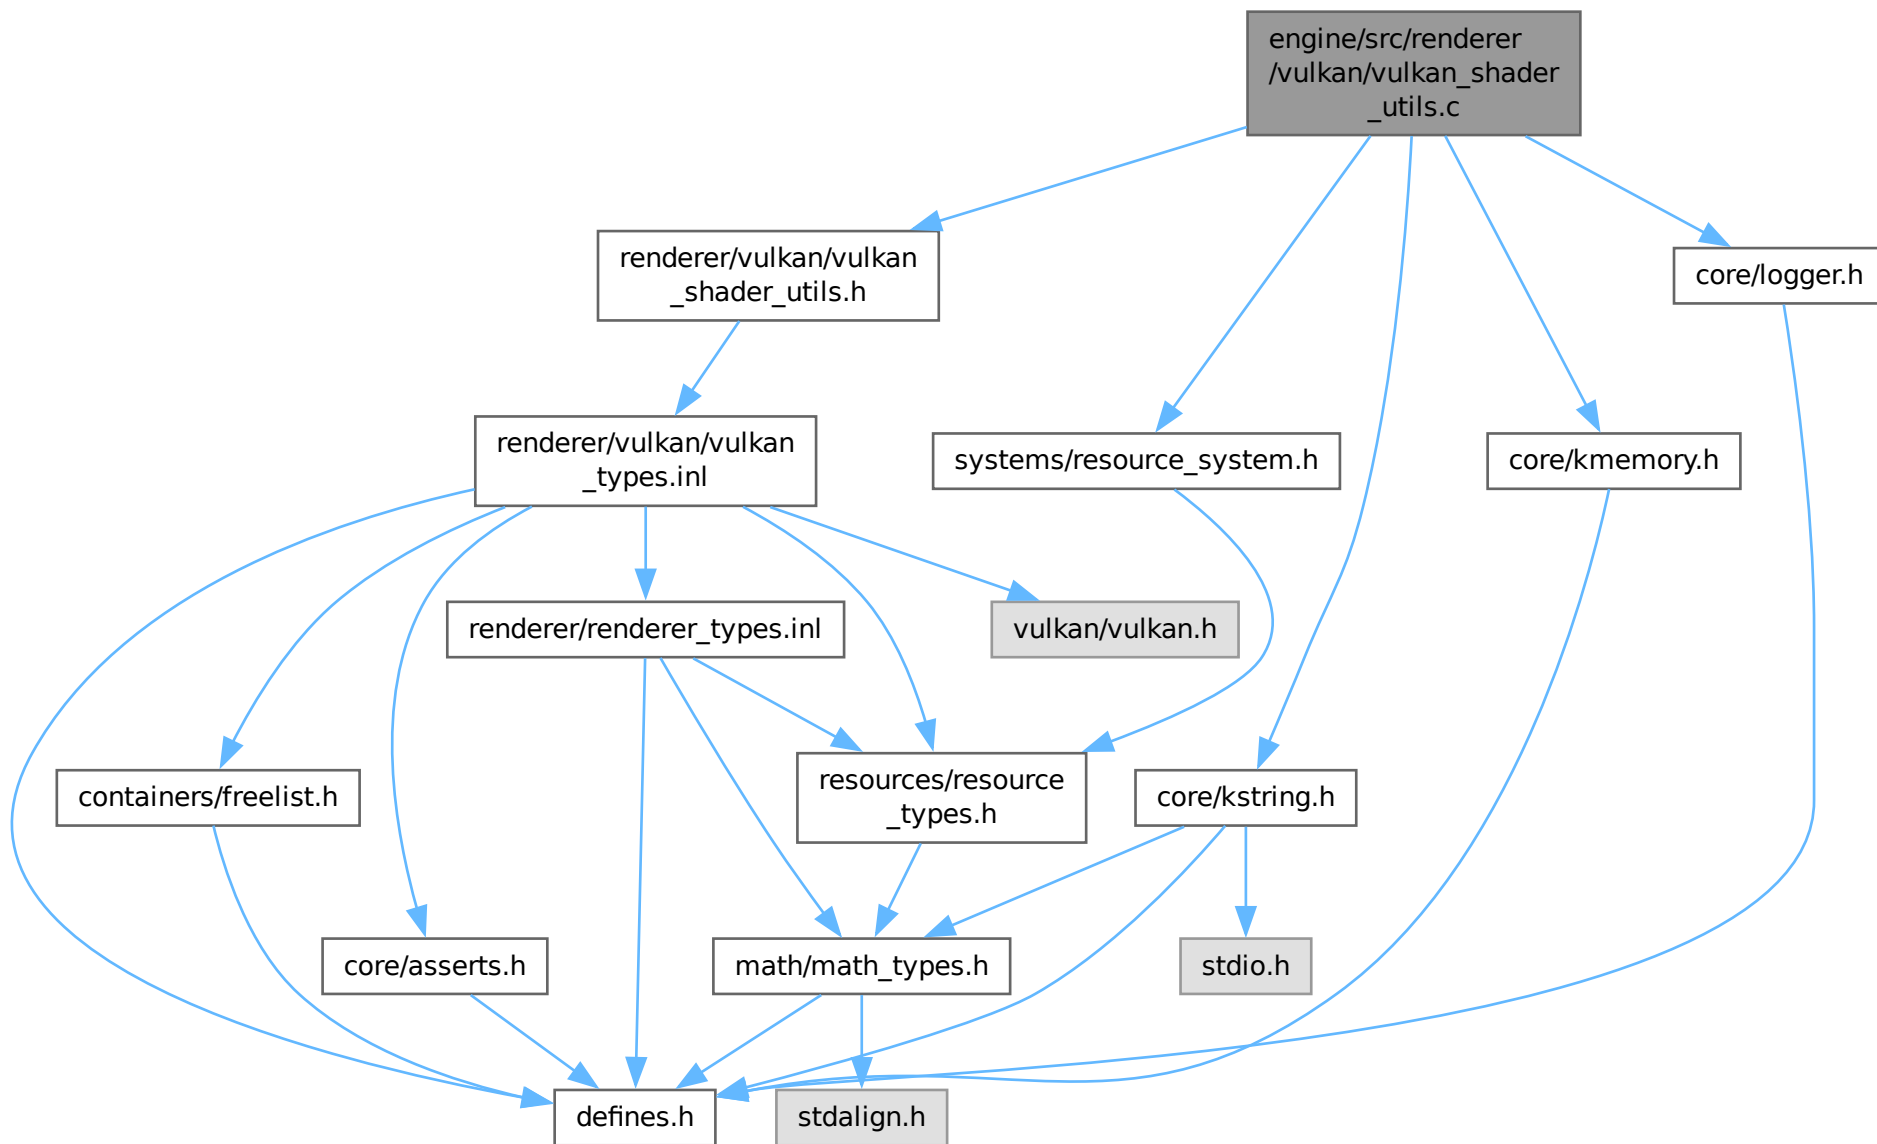 engine/src/renderer
/vulkan/vulkan_shader
_utils.c
renderer/vulkan/vulkan
_shader_utils.h
core/logger.h
renderer/vulkan/vulkan
_types.inl
systems/resource_system.h
core/kmemory.h
renderer/renderer_types.inl
vulkan/vulkan.h
containers/freelist.h
resources/resource
_types.h
core/kstring.h
core/asserts.h
math/math_types.h
stdio.h
defines.h
stdalign.h